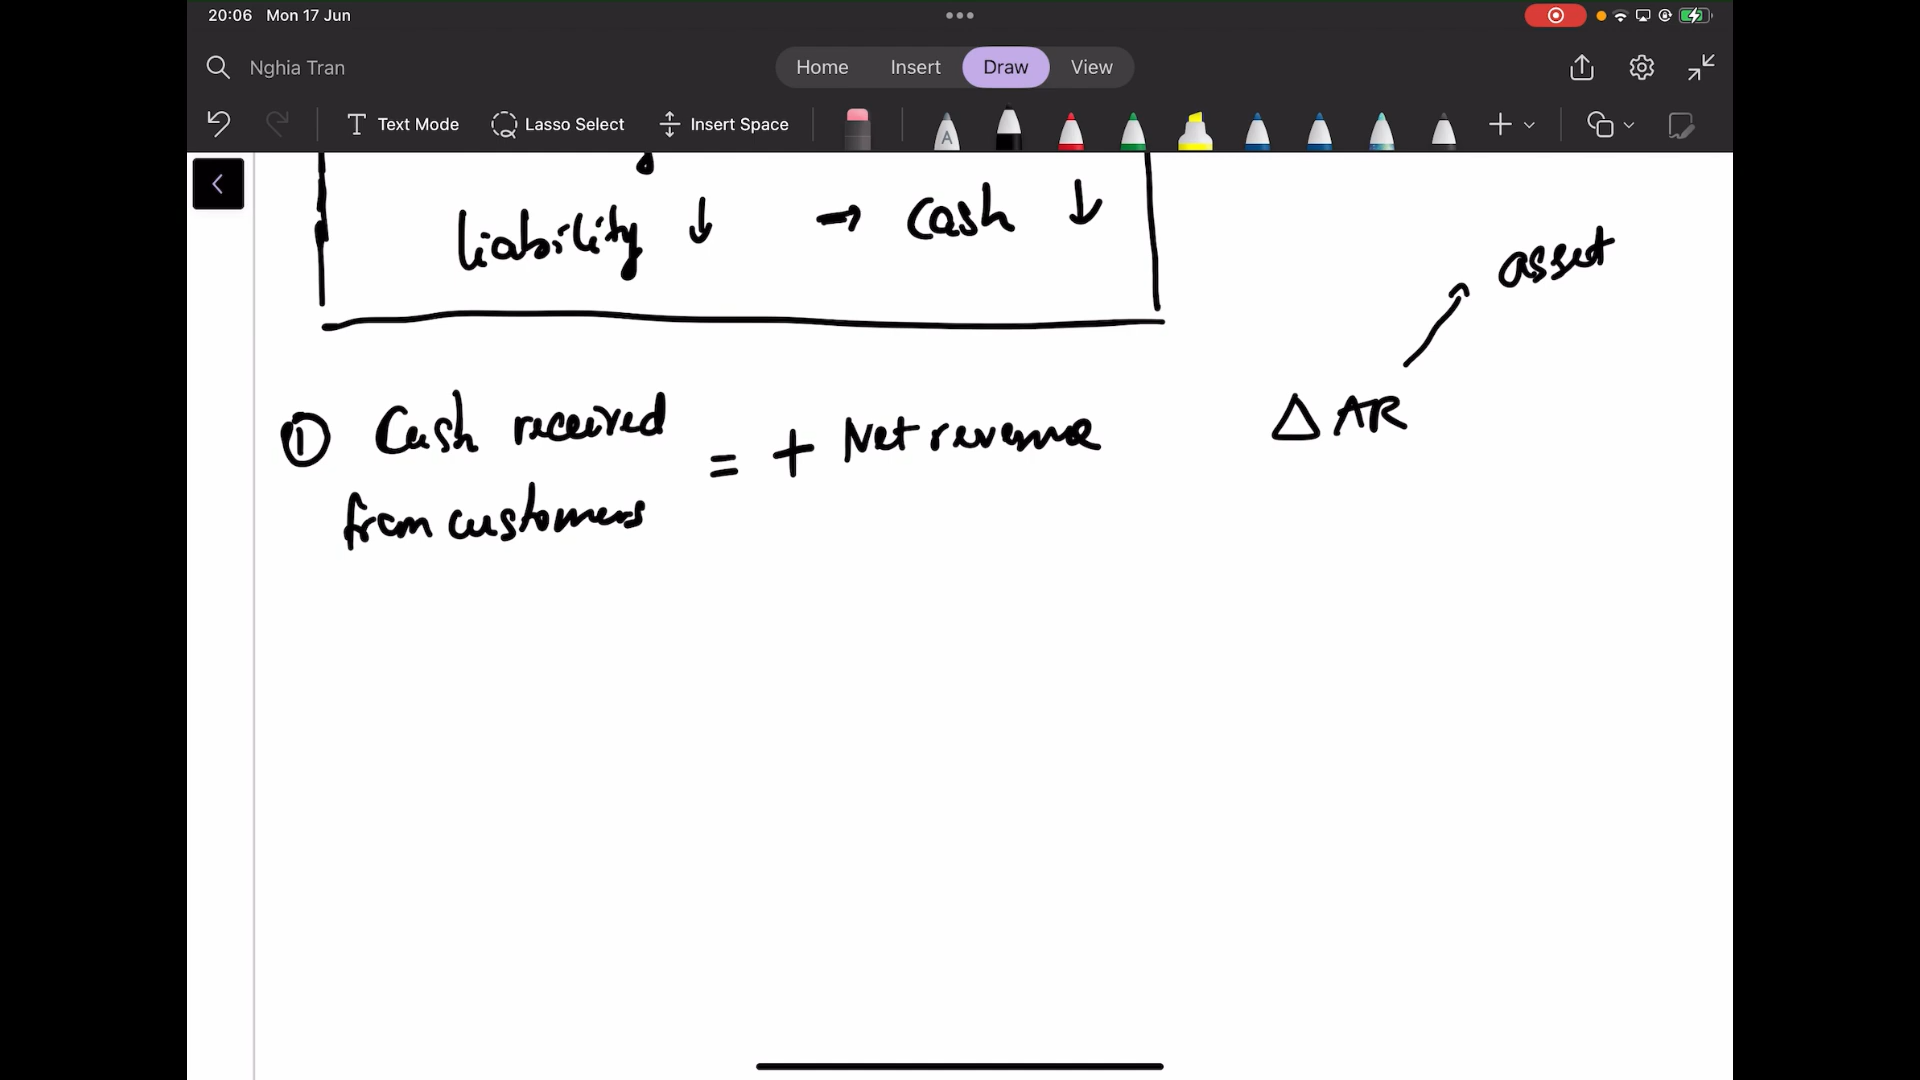 20:06 Mon 17 Jun
Nghia Tran
Home Insert Draw View
Text Mode Lasso Select Insert Space
A
liability ↓ → cash ↓
asset
① Cash received = + Net revenue Δ AR
from customers